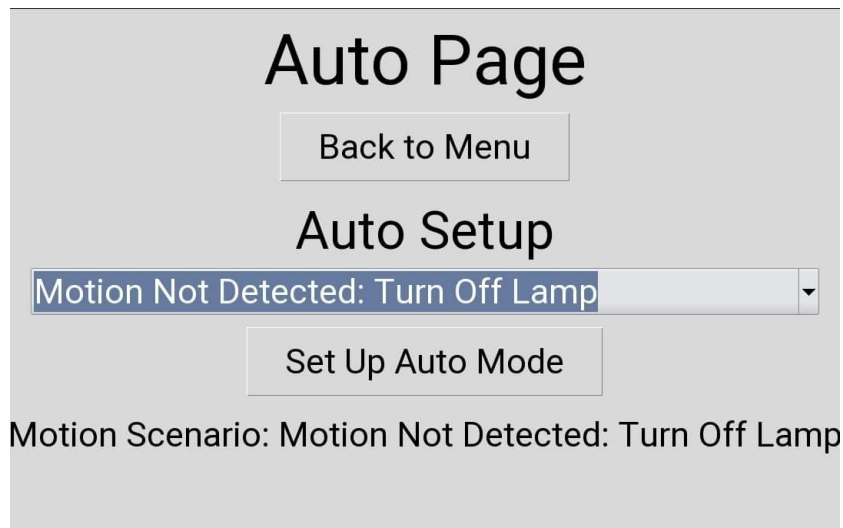 Auto Page
Back to Menu
Auto Setup
Motion Not Detected: Turn Off Lamp
Set Up Auto Mode
Motion Scenario: Motion Not Detected: Turn Off Lamp